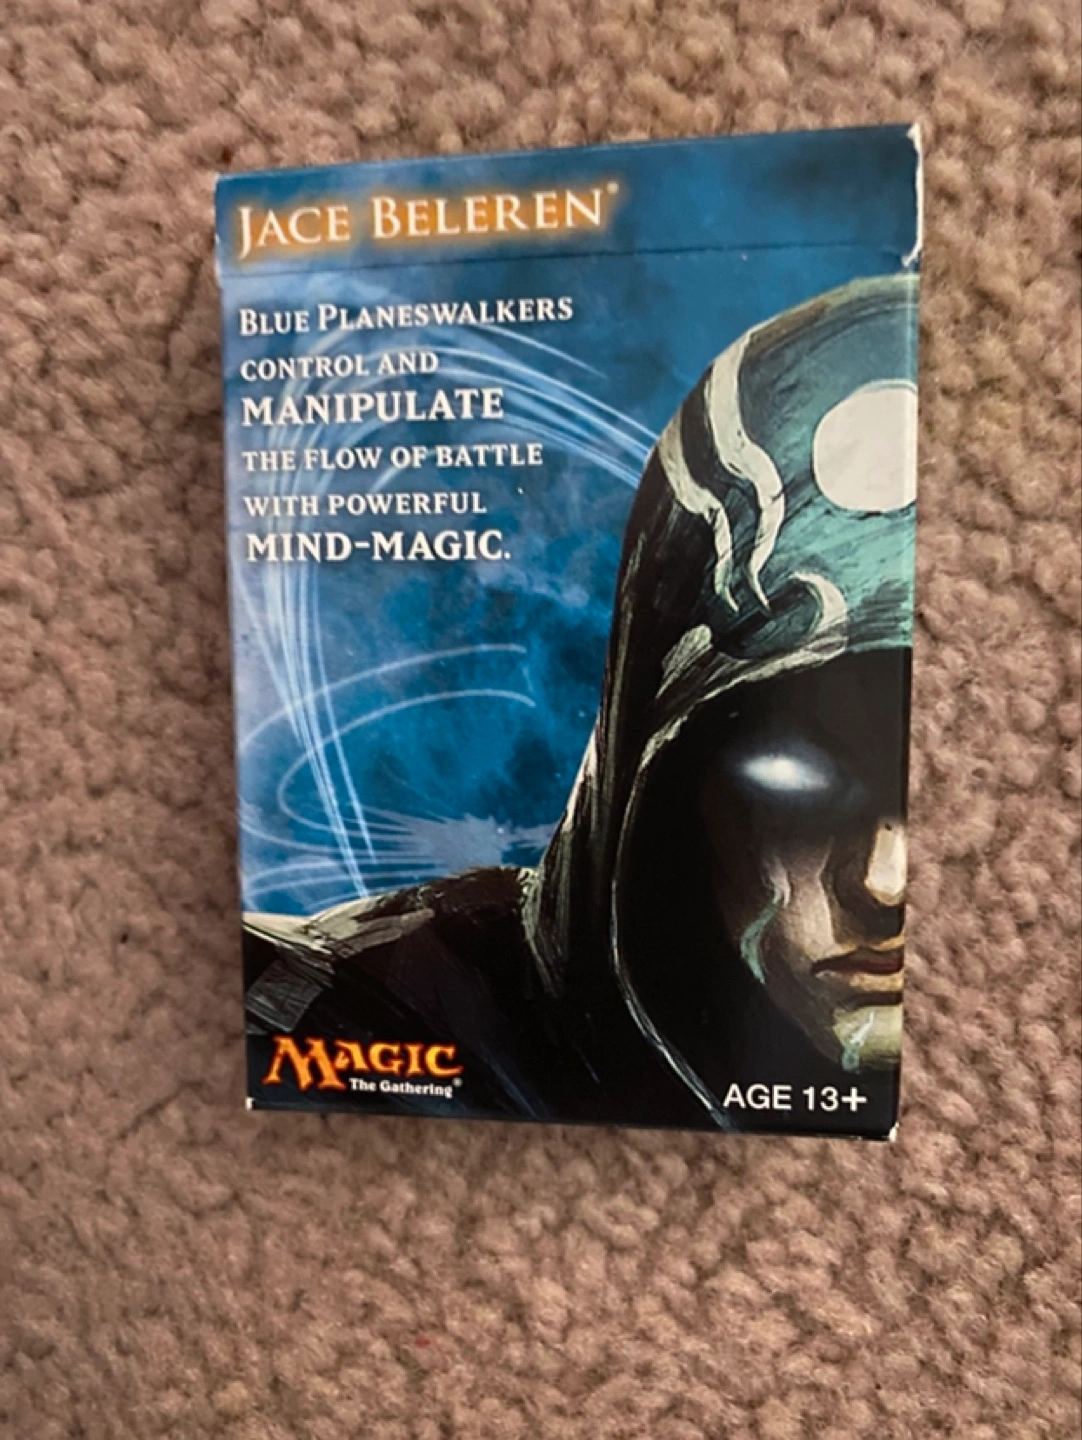 JACE BELEREN®
BLUE PLANESWALKERS
CONTROL AND
MANIPULATE
THE FLOW OF BATTLE
WITH POWERFUL
MIND-MAGIC.
MAGIC
The Gathering®
AGE 13+